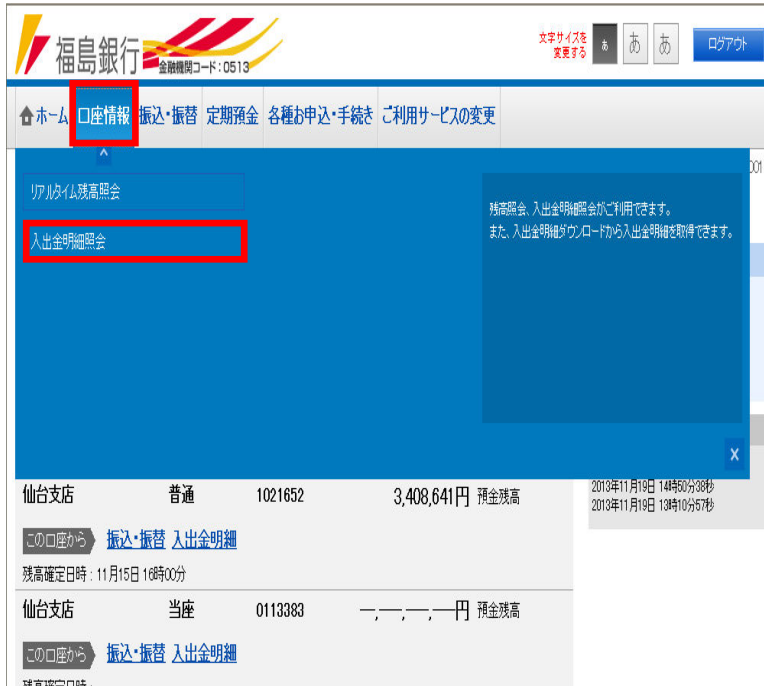 福島銀行
金融機関コード:0513
文字サイズを
変更する
あ あ あ
ログアウト
ホーム 口座情報 振込・振替 定期預金 各種お申込・手続き ご利用サービスの変更
リアルタイム残高照会
入出金明細照会
残高照会、入出金明細照会がご利用できます。
また、入出金明細ダウンロードから入出金明細を取得できます。
001
x
仙台支店 普通 1021652 3,408,641円 預金残高
この口座から 振込・振替 入出金明細
残高確定日時:11月15日 16時00分
2013年11月19日 14時50分38秒
2013年11月19日 13時10分57秒
仙台支店 当座 0113383 ―,―,―,―円 預金残高
この口座から 振込・振替 入出金明細
残高確定日時: